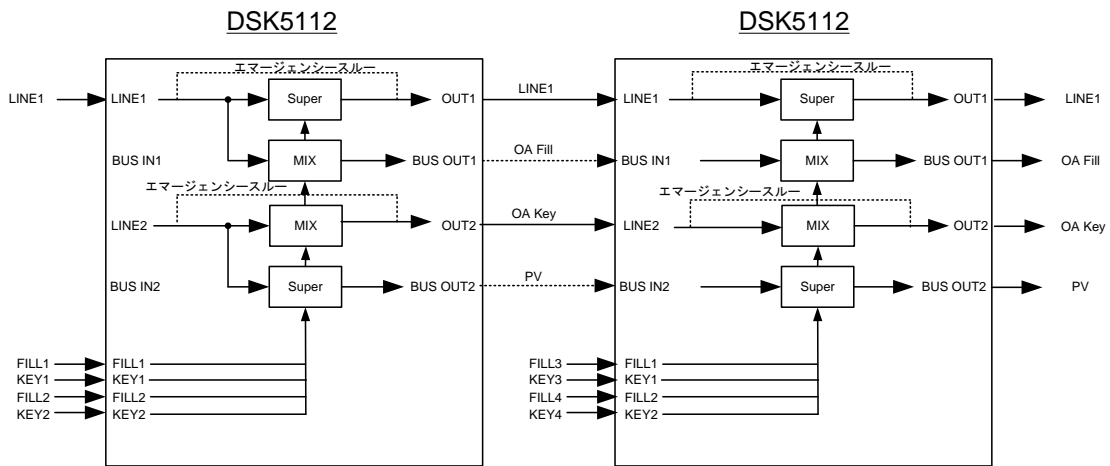 DSK5112
DSK5112
エマージェンシースルー
エマージェンシースルー
LINE1
LINE1
Super
OUT1
LINE1
LINE1
Super
OUT1
LINE1
BUS IN1
MIX
BUS OUT1
OA Fill
BUS IN1
MIX
BUS OUT1
OA Fill
エマージェンシースルー
エマージェンシースルー
LINE2
MIX
OUT2
OA Key
LINE2
MIX
OUT2
OA Key
BUS IN2
Super
BUS OUT2
PV
BUS IN2
Super
BUS OUT2
PV
FILL1
FILL1
FILL3
FILL1
KEY1
KEY1
KEY3
KEY1
FILL2
FILL2
FILL4
FILL2
KEY2
KEY2
KEY4
KEY2